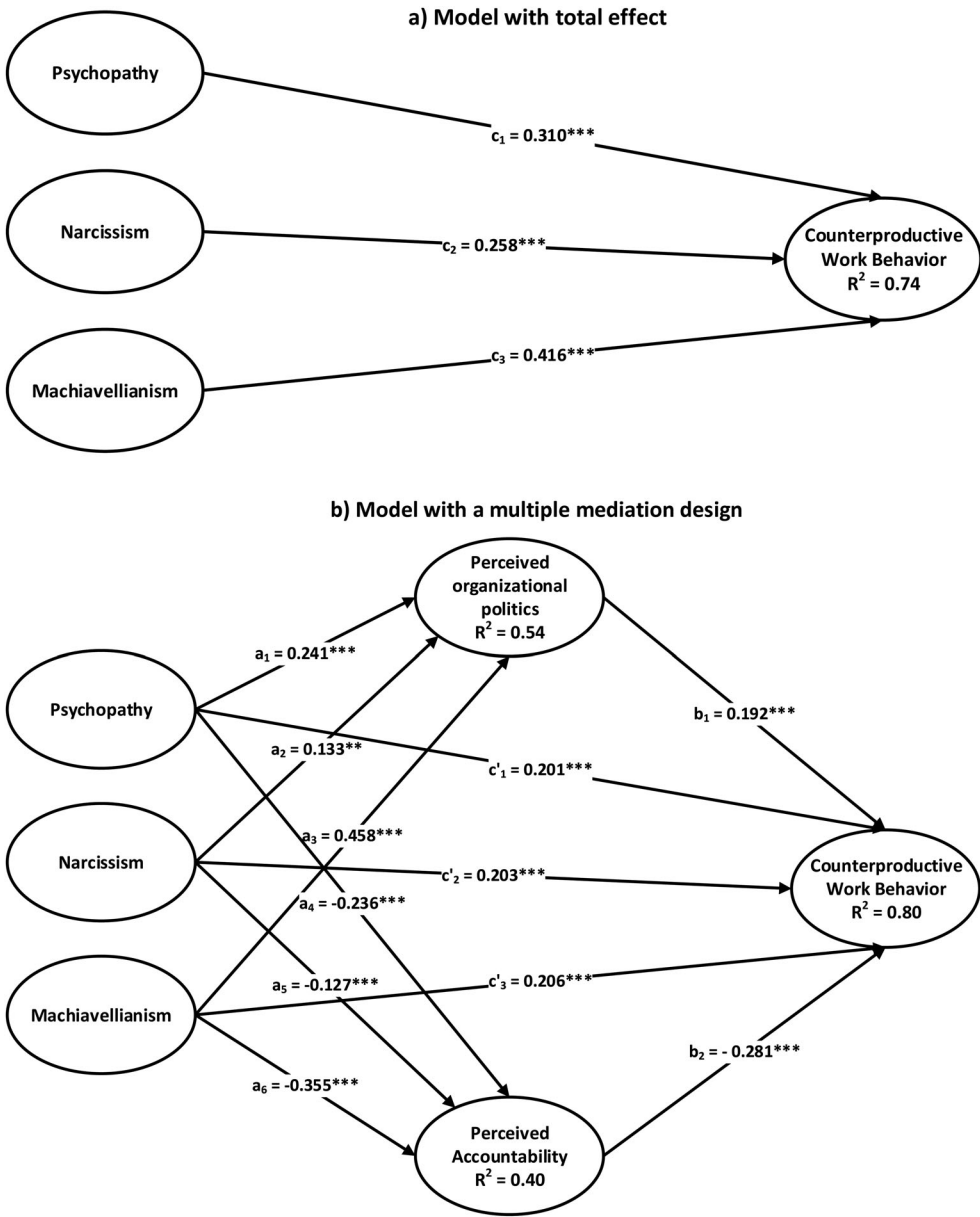 a) Model with total effect
Psychopathy
c₁ = 0.310***
Narcissism
c₂ = 0.258***
Counterproductive
Work Behavior
R² = 0.74
Machiavellianism
c₃ = 0.416***
b) Model with a multiple mediation design
Perceived
organizational
politics
R² = 0.54
a₁ = 0.241***
Psychopathy
b₁ = 0.192***
a₂ = 0.133**
c'₁ = 0.201***
a₃ = 0.458***
Narcissism
c'₂ = 0.203***
Counterproductive
Work Behavior
R² = 0.80
a₄ = -0.236***
a₅ = -0.127***
c'₃ = 0.206***
Machiavellianism
b₂ = - 0.281***
a₆ = -0.355***
Perceived
Accountability
R² = 0.40